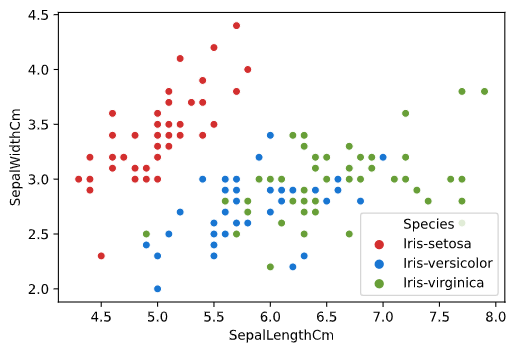 4.5
4.0
3.5
3.0
2.5
2.0
SepalWidthCm
4.5 5.0 5.5 6.0 6.5 7.0 7.5 8.0
SepalLengthCm
Species
Iris-setosa
Iris-versicolor
Iris-virginica